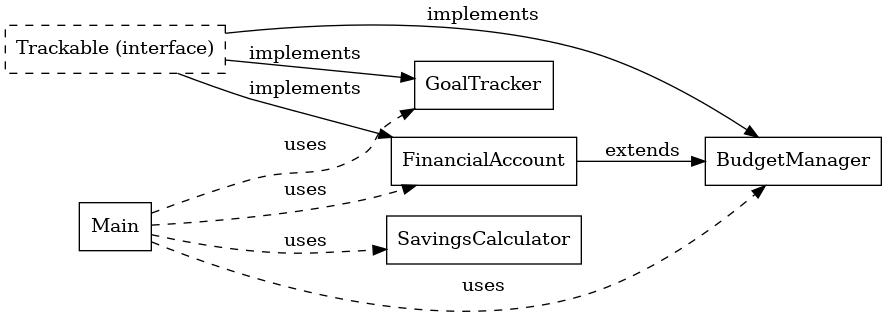 implements
Trackable (interface)
implements
GoalTracker
implements
uses
FinancialAccount
extends
BudgetManager
uses
Main
uses
SavingsCalculator
uses